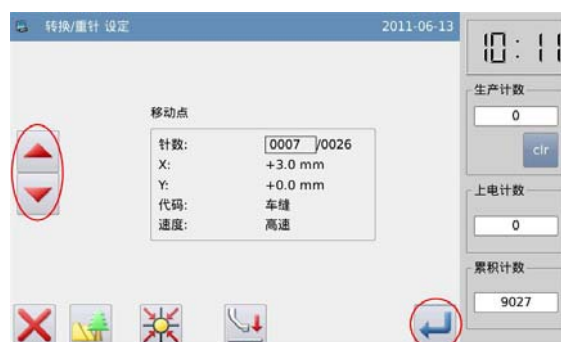 转换/重针 设定 2011-06-13
10:11
移动点
针数: 0007 /0026
X: +3.0 mm
Y: +0.0 mm
代码: 车缝
速度: 高速
生产计数
0
clr
上电计数
0
累积计数
9027